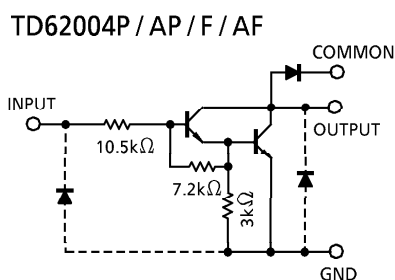 TD62004P / AP / F / AF
COMMON
INPUT
OUTPUT
10.5kΩ
7.2kΩ
3kΩ
GND